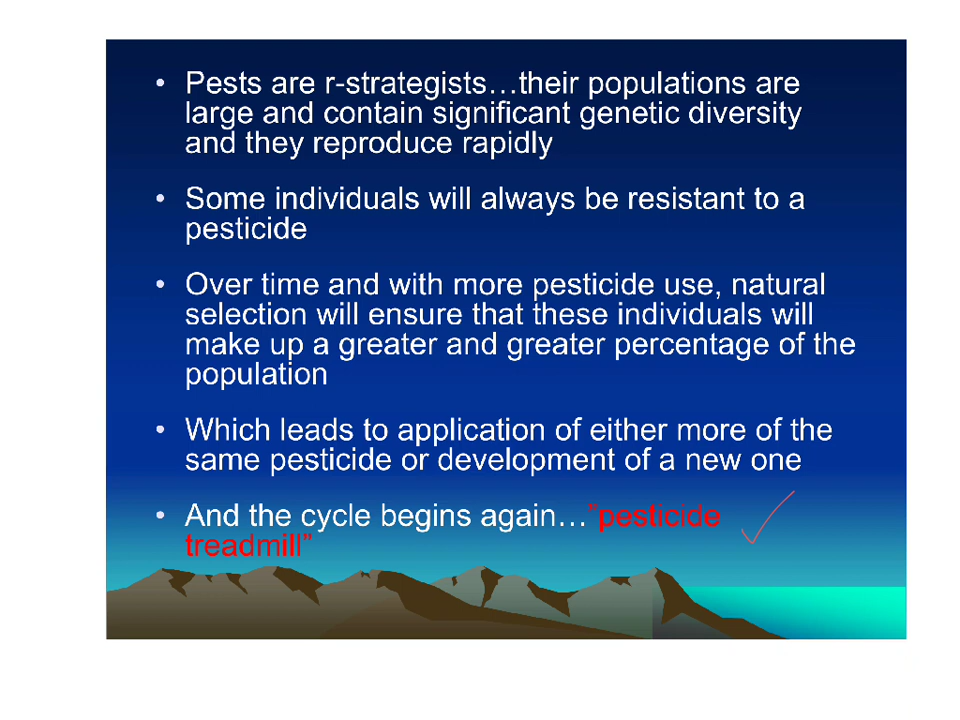 • Pests are r-strategists…their populations are
large and contain significant genetic diversity
and they reproduce rapidly
• Some individuals will always be resistant to a
pesticide
• Over time and with more pesticide use, natural
selection will ensure that these individuals will
make up a greater and greater percentage of the
population
• Which leads to application of either more of the
same pesticide or development of a new one
• And the cycle begins again…"pesticide
treadmill"